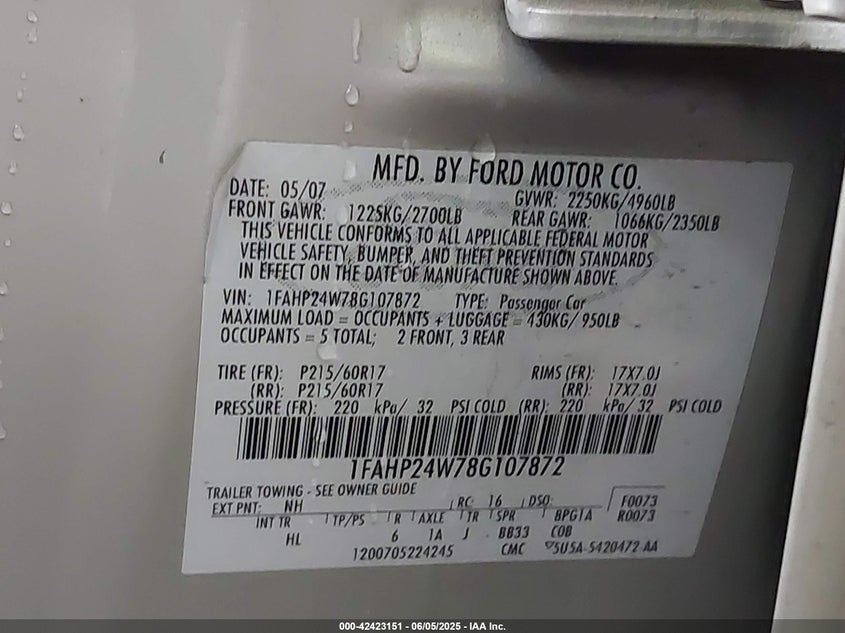 MFD. BY FORD MOTOR CO.
DATE: 05/07 GVWR: 2250KG/4960LB
FRONT GAWR: 1225KG/2700LB REAR GAWR: 1066KG/2350LB
THIS VEHICLE CONFORMS TO ALL APPLICABLE FEDERAL MOTOR
VEHICLE SAFETY, BUMPER, AND THEFT PREVENTION STANDARDS
IN EFFECT ON THE DATE OF MANUFACTURE SHOWN ABOVE.
VIN: 1FAHP24W78G107872 TYPE: Passenger Car
MAXIMUM LOAD = OCCUPANTS + LUGGAGE = 430KG/ 950LB
OCCUPANTS = 5 TOTAL; 2 FRONT, 3 REAR
TIRE (FR): P215/60R17 RIMS (FR): 17X7.0J
(RR): P215/60R17 (RR): 17X7.0J
PRESSURE (FR): 220 kPa/ 32 PSI COLD (RR): 220 kPa/ 32 PSI COLD
1FAHP24W78G107872
TRAILER TOWING - SEE OWNER GUIDE
EXT PNT: NH RC: 16 DSO: F0073
INT TR TP/PS R AXLE TR SPR BPG1A R0073
HL 6 1A J BB33 COB
1200705224245 CMC 5U5A-5420472-AA
000-42423151 - 06/05/2025 - IAA Inc.